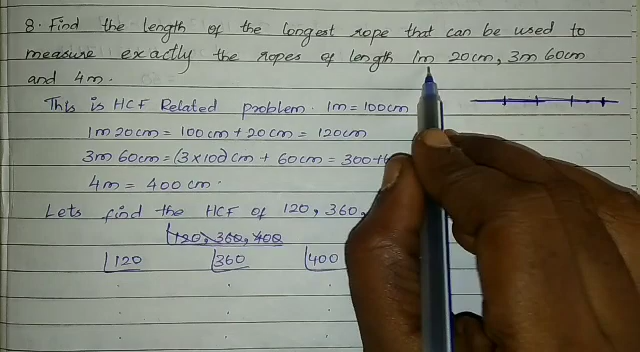 8. Find the length of the longest rope that can be used to
measure exactly the ropes of length 1m 20cm, 3m 60cm
and 4m.
This is HCF Related problem. 1m = 100cm
1m 20cm = 100cm + 20cm = 120cm
3m 60cm = (3×100)cm + 60cm = 300+
4m = 400 cm.
Lets find the HCF of 120, 360,
120, 360, 400
120 360 400